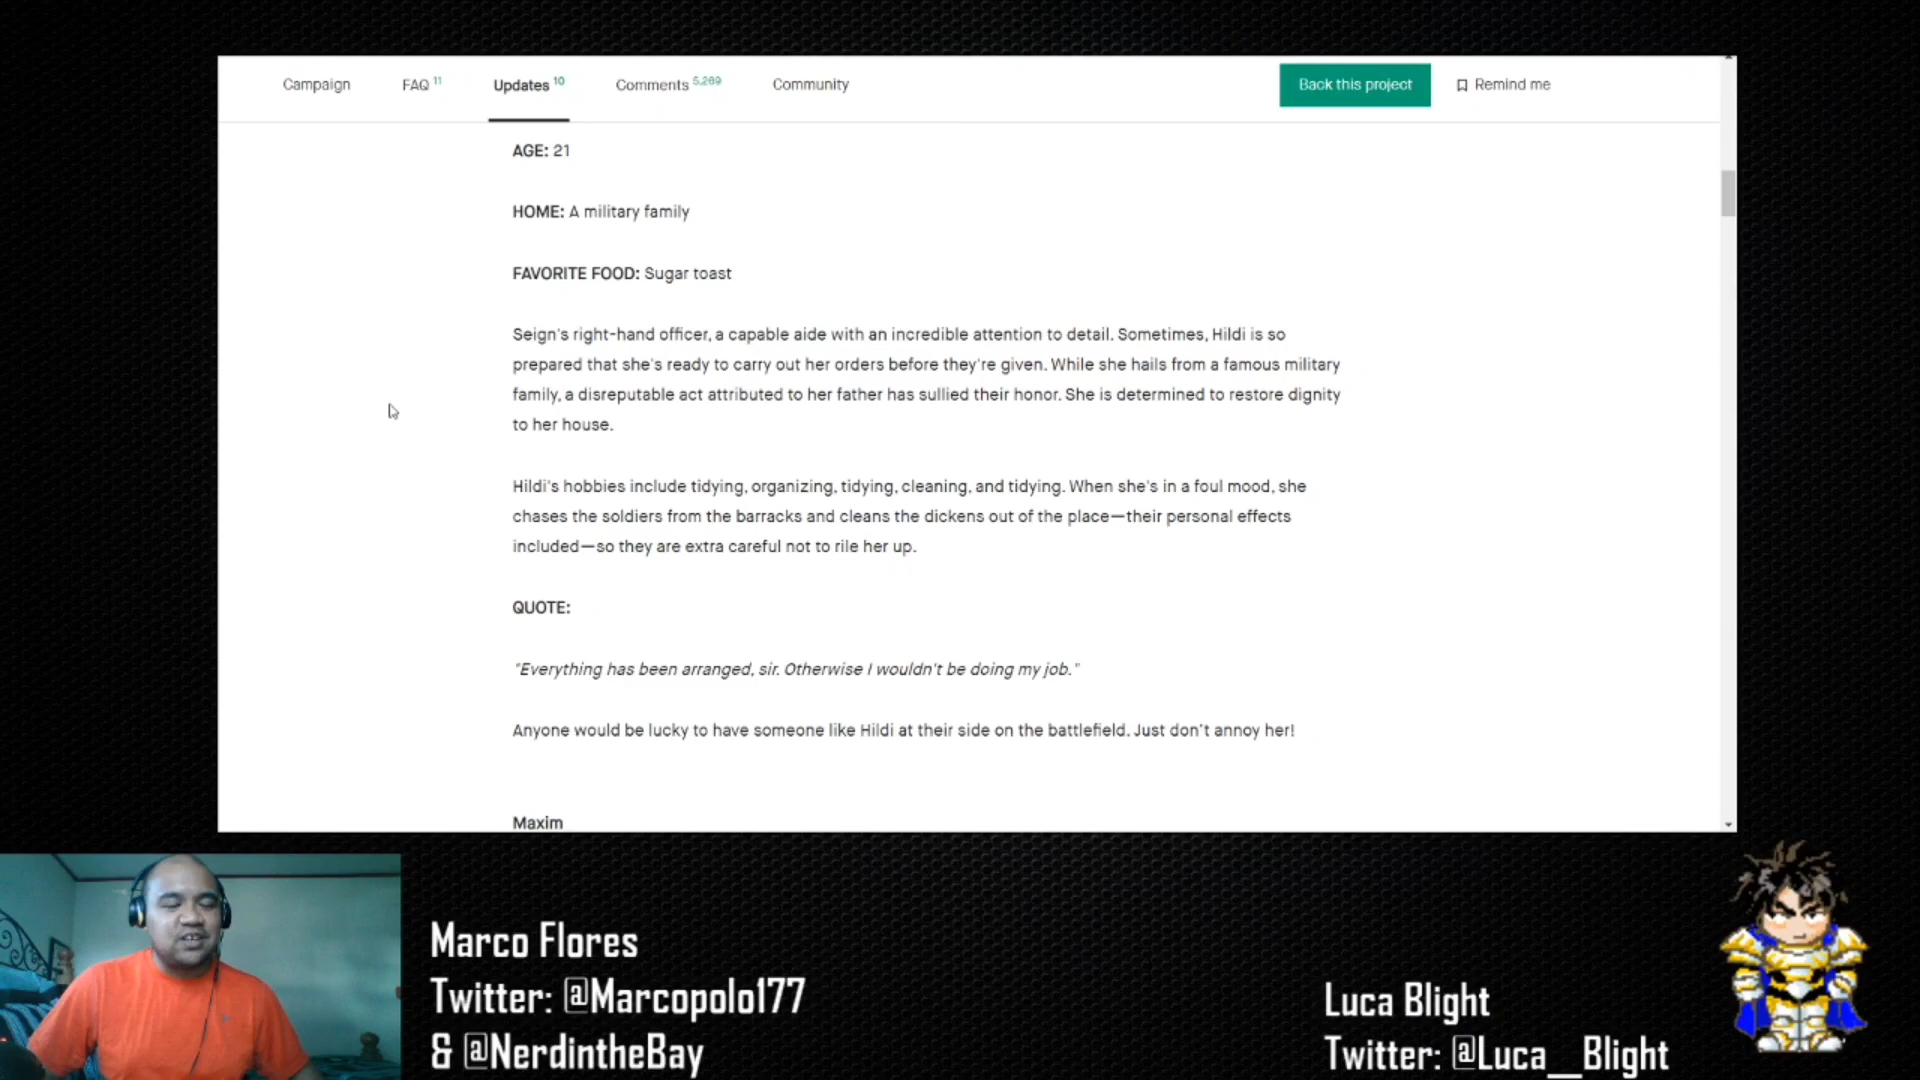 Campaign FAQ 11 Updates 10 Comments 5,269 Community Back this project Remind me
AGE: 21
HOME: A military family
FAVORITE FOOD: Sugar toast
Seign's right-hand officer, a capable aide with an incredible attention to detail. Sometimes, Hildi is so
prepared that she's ready to carry out her orders before they're given. While she hails from a famous military
family, a disreputable act attributed to her father has sullied their honor. She is determined to restore dignity
to her house.
Hildi's hobbies include tidying, organizing, tidying, cleaning, and tidying. When she's in a foul mood, she
chases the soldiers from the barracks and cleans the dickens out of the place—their personal effects
included—so they are extra careful not to rile her up.
QUOTE:
"Everything has been arranged, sir. Otherwise I wouldn't be doing my job."
Anyone would be lucky to have someone like Hildi at their side on the battlefield. Just don't annoy her!
Maxim
Marco Flores
Twitter: @Marcopolo177
& @NerdintheBay
Luca Blight
Twitter: @Luca__Blight